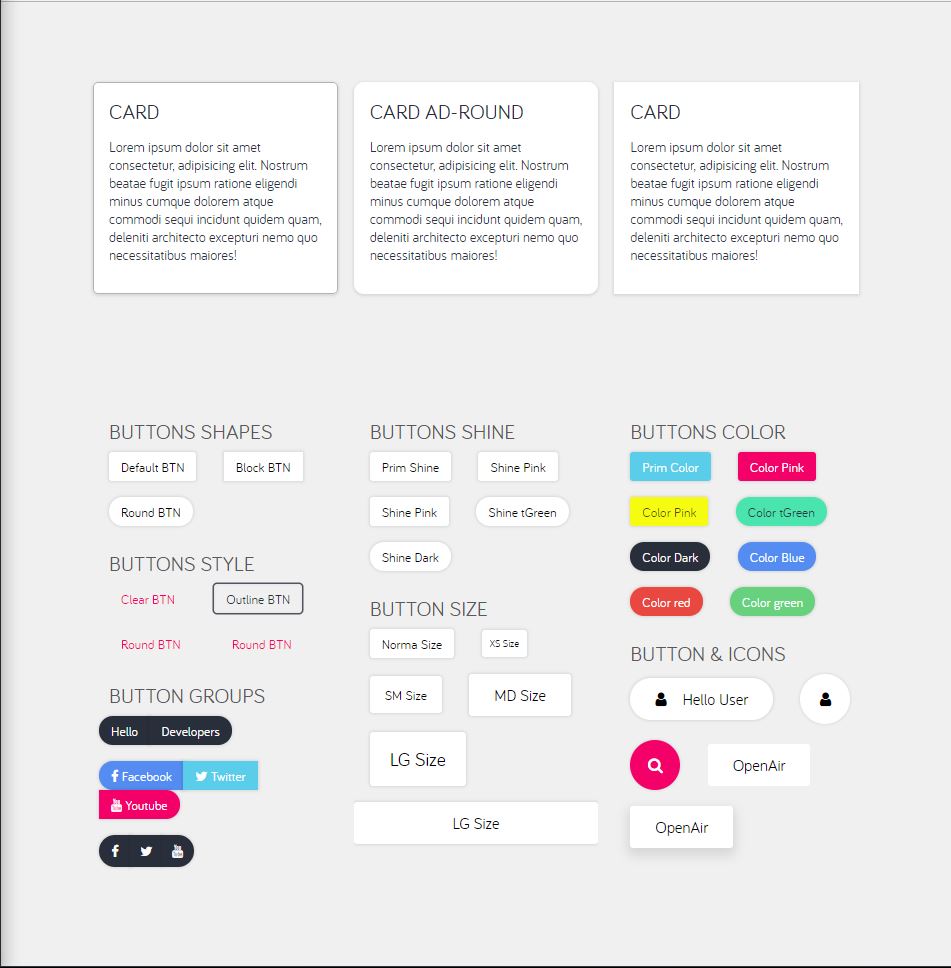 CARD
Lorem ipsum dolor sit amet
consectetur, adipisicing elit. Nostrum
beatae fugit ipsum ratione eligendi
minus cumque dolorem atque
commodi sequi incidunt quidem quam,
deleniti architecto excepturi nemo quo
necessitatibus maiores!
CARD AD-ROUND
Lorem ipsum dolor sit amet
consectetur, adipisicing elit. Nostrum
beatae fugit ipsum ratione eligendi
minus cumque dolorem atque
commodi sequi incidunt quidem quam,
deleniti architecto excepturi nemo quo
necessitatibus maiores!
CARD
Lorem ipsum dolor sit amet
consectetur, adipisicing elit. Nostrum
beatae fugit ipsum ratione eligendi
minus cumque dolorem atque
commodi sequi incidunt quidem quam,
deleniti architecto excepturi nemo quo
necessitatibus maiores!
BUTTONS SHAPES
Default BTN Block BTN
Round BTN
BUTTONS STYLE
Clear BTN Outline BTN
Round BTN Round BTN
BUTTON GROUPS
Hello Developers
Facebook Twitter
Youtube
BUTTONS SHINE
Prim Shine Shine Pink
Shine Pink Shine tGreen
Shine Dark
BUTTON SIZE
Norma Size XS Size
SM Size MD Size
LG Size
LG Size
BUTTONS COLOR
Prim Color Color Pink
Color Pink Color tGreen
Color Dark Color Blue
Color red Color green
BUTTON & ICONS
Hello User
OpenAir
OpenAir